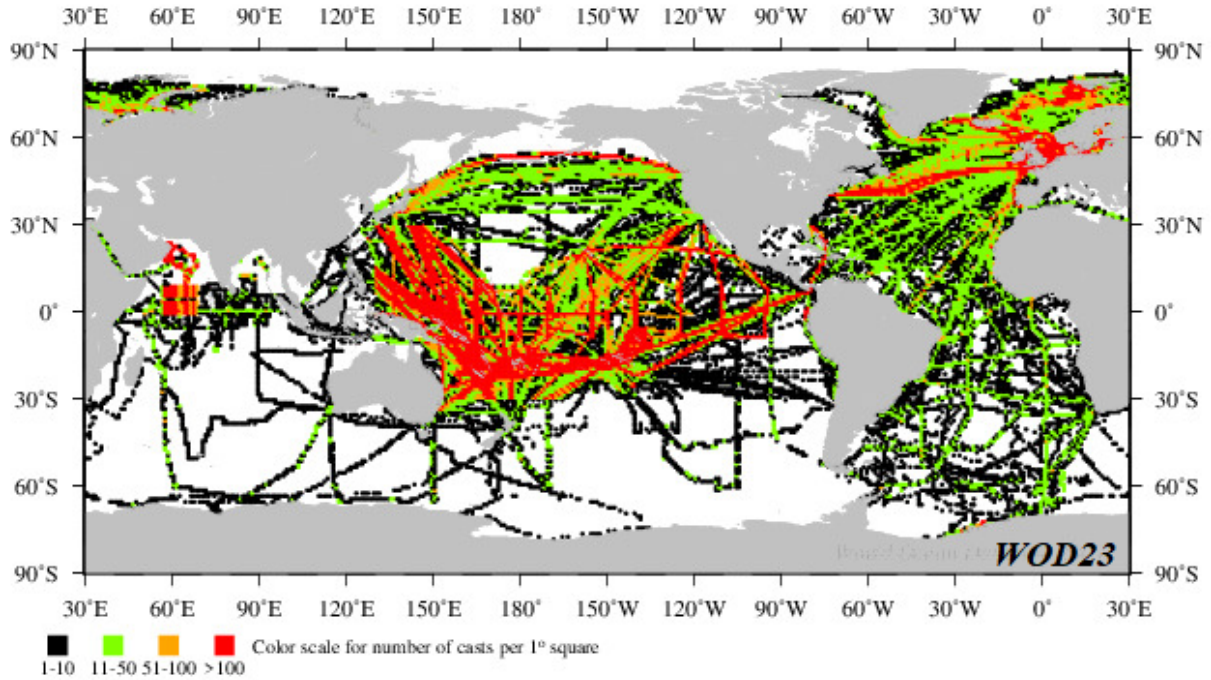 30˚E 60˚E 90˚E 120˚E 150˚E 180˚ 150˚W 120˚W 90˚W 60˚W 30˚W 0˚ 30˚E
90˚N 90˚N
60˚N 60˚N
30˚N 30˚N
0˚ 0˚
30˚S 30˚S
60˚S 60˚S
WOD23
90˚S 90˚S
30˚E 60˚E 90˚E 120˚E 150˚E 180˚ 150˚W 120˚W 90˚W 60˚W 30˚W 0˚ 30˚E
Color scale for number of casts per 1° square
1-10 11-50 51-100 >100